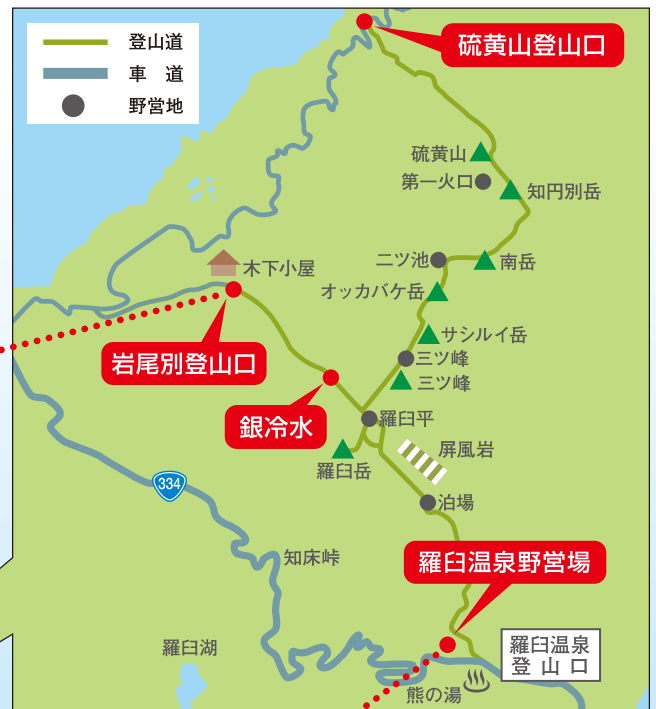 登山道
車 道
野営地
硫黄山登山口
硫黄山
第一火口
知円別岳
二ツ池
南岳
木下小屋
オッカバケ岳
岩尾別登山口
サシルイ岳
三ツ峰
三ツ峰
銀冷水
羅臼平
羅臼岳
屏風岩
334
泊場
知床峠
羅臼温泉野営場
羅臼湖
羅臼温泉
登 山 口
熊の湯